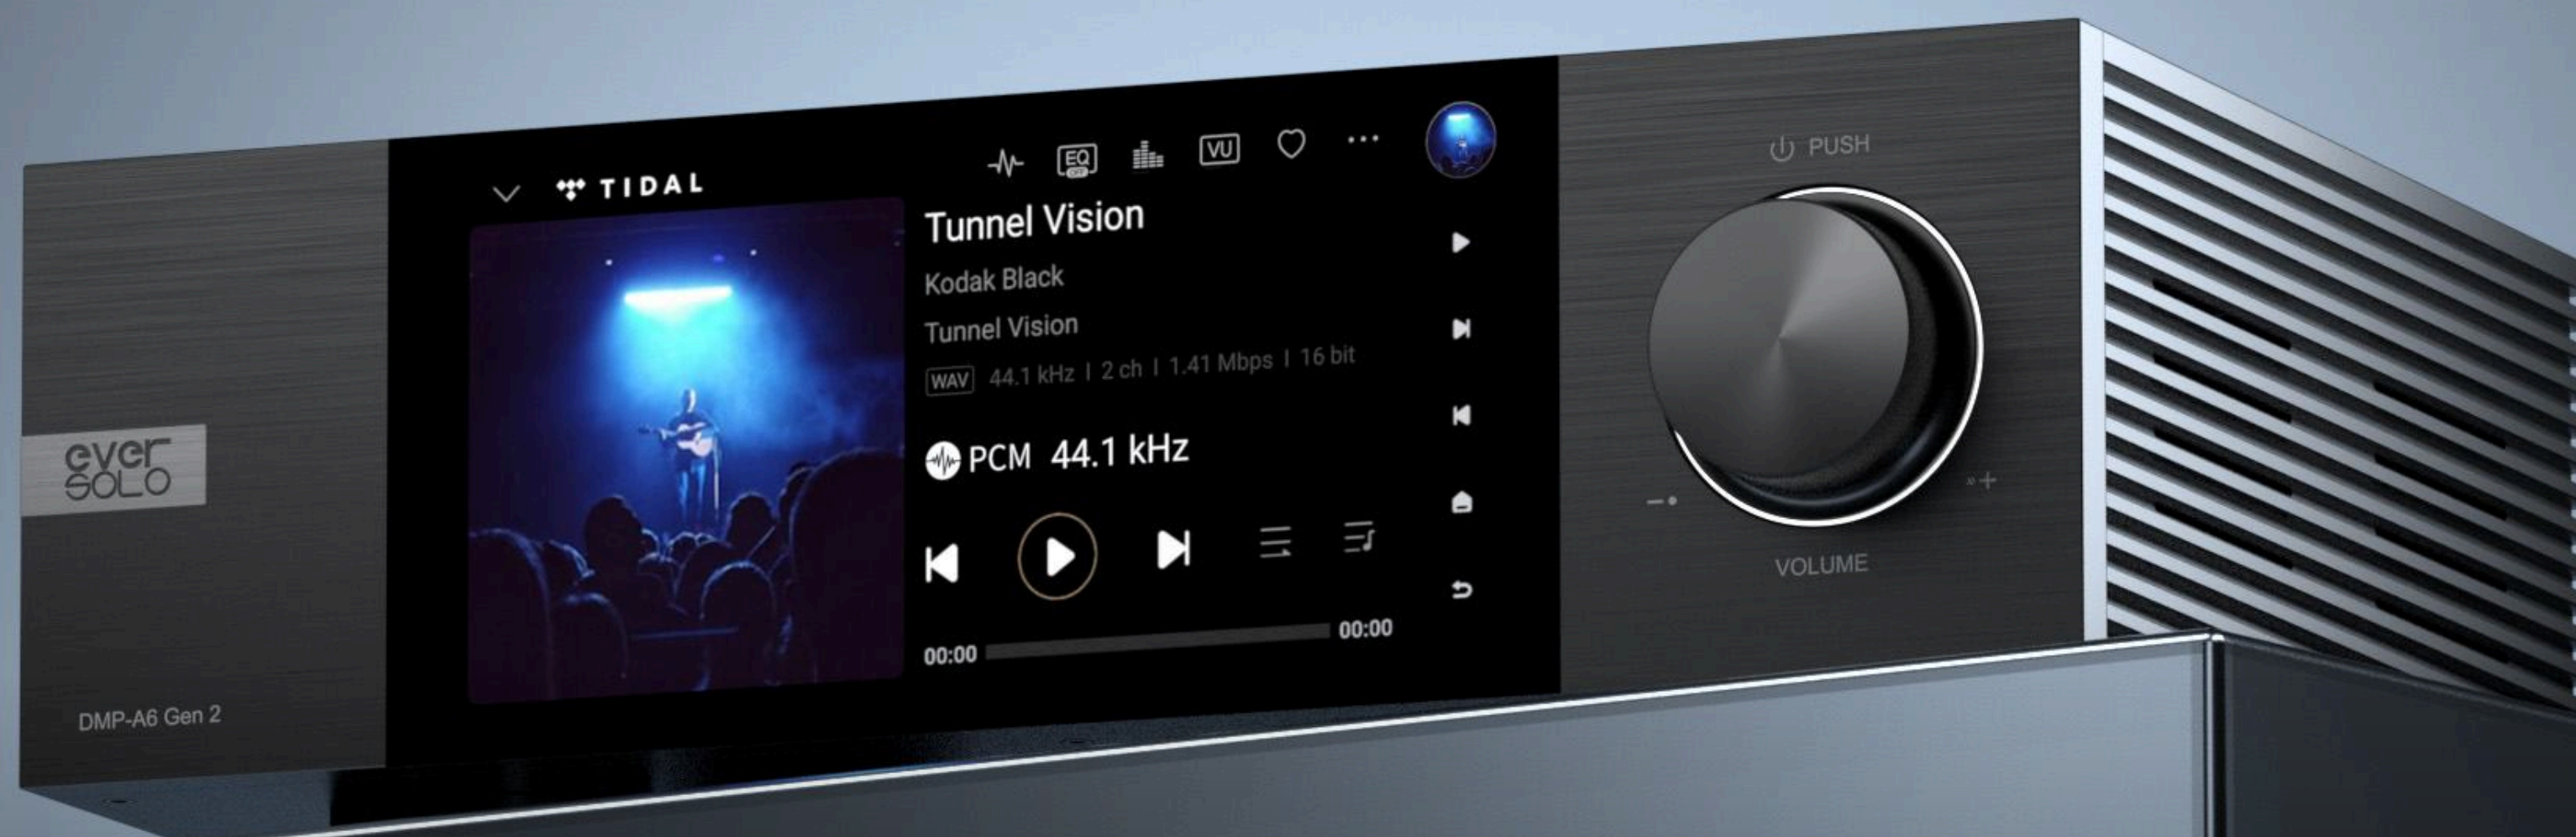 TIDAL
EQ
OFF
VU
Tunnel Vision
Kodak Black
Tunnel Vision
WAV 44.1 kHz | 2 ch | 1.41 Mbps | 16 bit
PCM 44.1 kHz
00:00 00:00
ever
SOLO
DMP-A6 Gen 2
PUSH
− +
VOLUME